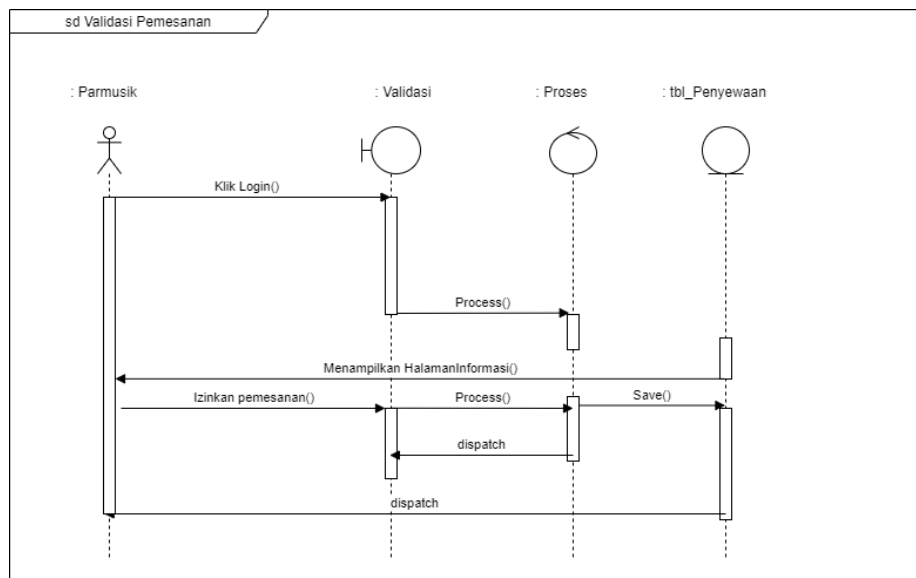 sd Validasi Pemesanan
: Parmusik
: Validasi
: Proses
: tbl_Penyewaan
Klik Login()
Process()
Menampilkan HalamanInformasi()
Izinkan pemesanan()
Process()
Save()
dispatch
dispatch